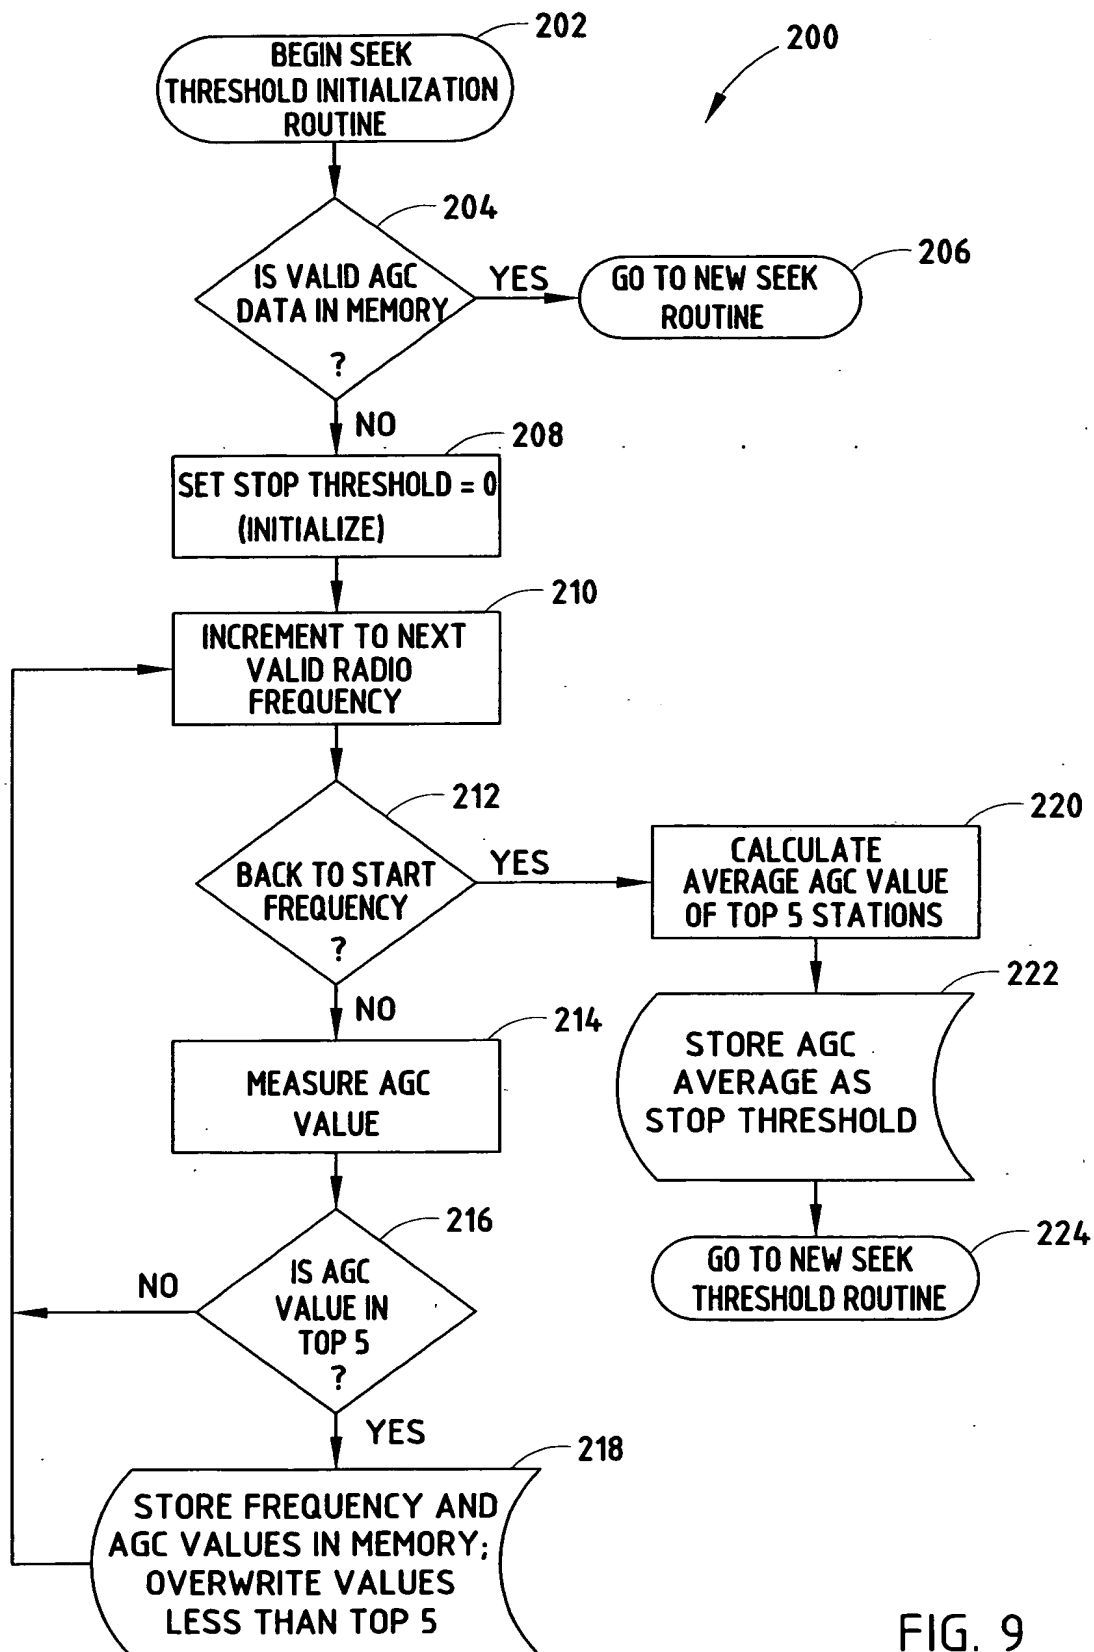 202
200
BEGIN SEEK
THRESHOLD INITIALIZATION
ROUTINE
204
IS VALID AGC
DATA IN MEMORY
?
YES
206
GO TO NEW SEEK
ROUTINE
NO
208
SET STOP THRESHOLD = 0
(INITIALIZE)
210
INCREMENT TO NEXT
VALID RADIO
FREQUENCY
212
BACK TO START
FREQUENCY
?
YES
220
CALCULATE
AVERAGE AGC VALUE
OF TOP 5 STATIONS
222
STORE AGC
AVERAGE AS
STOP THRESHOLD
224
GO TO NEW SEEK
THRESHOLD ROUTINE
NO
214
MEASURE AGC
VALUE
216
IS AGC
VALUE IN
TOP 5
?
NO
YES
218
STORE FREQUENCY AND
AGC VALUES IN MEMORY;
OVERWRITE VALUES
LESS THAN TOP 5
FIG. 9